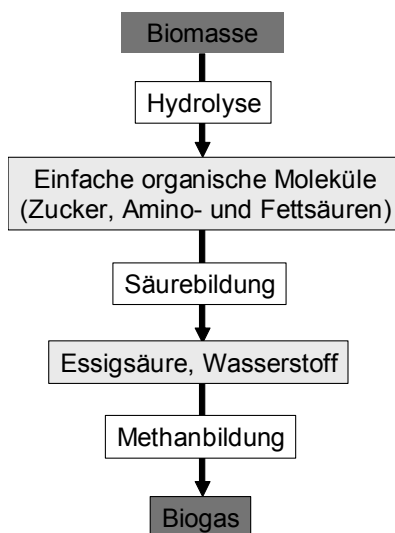 Biomasse
Hydrolyse
Einfache organische Moleküle
(Zucker, Amino- und Fettsäuren)
Säurebildung
Essigsäure, Wasserstoff
Methanbildung
Biogas